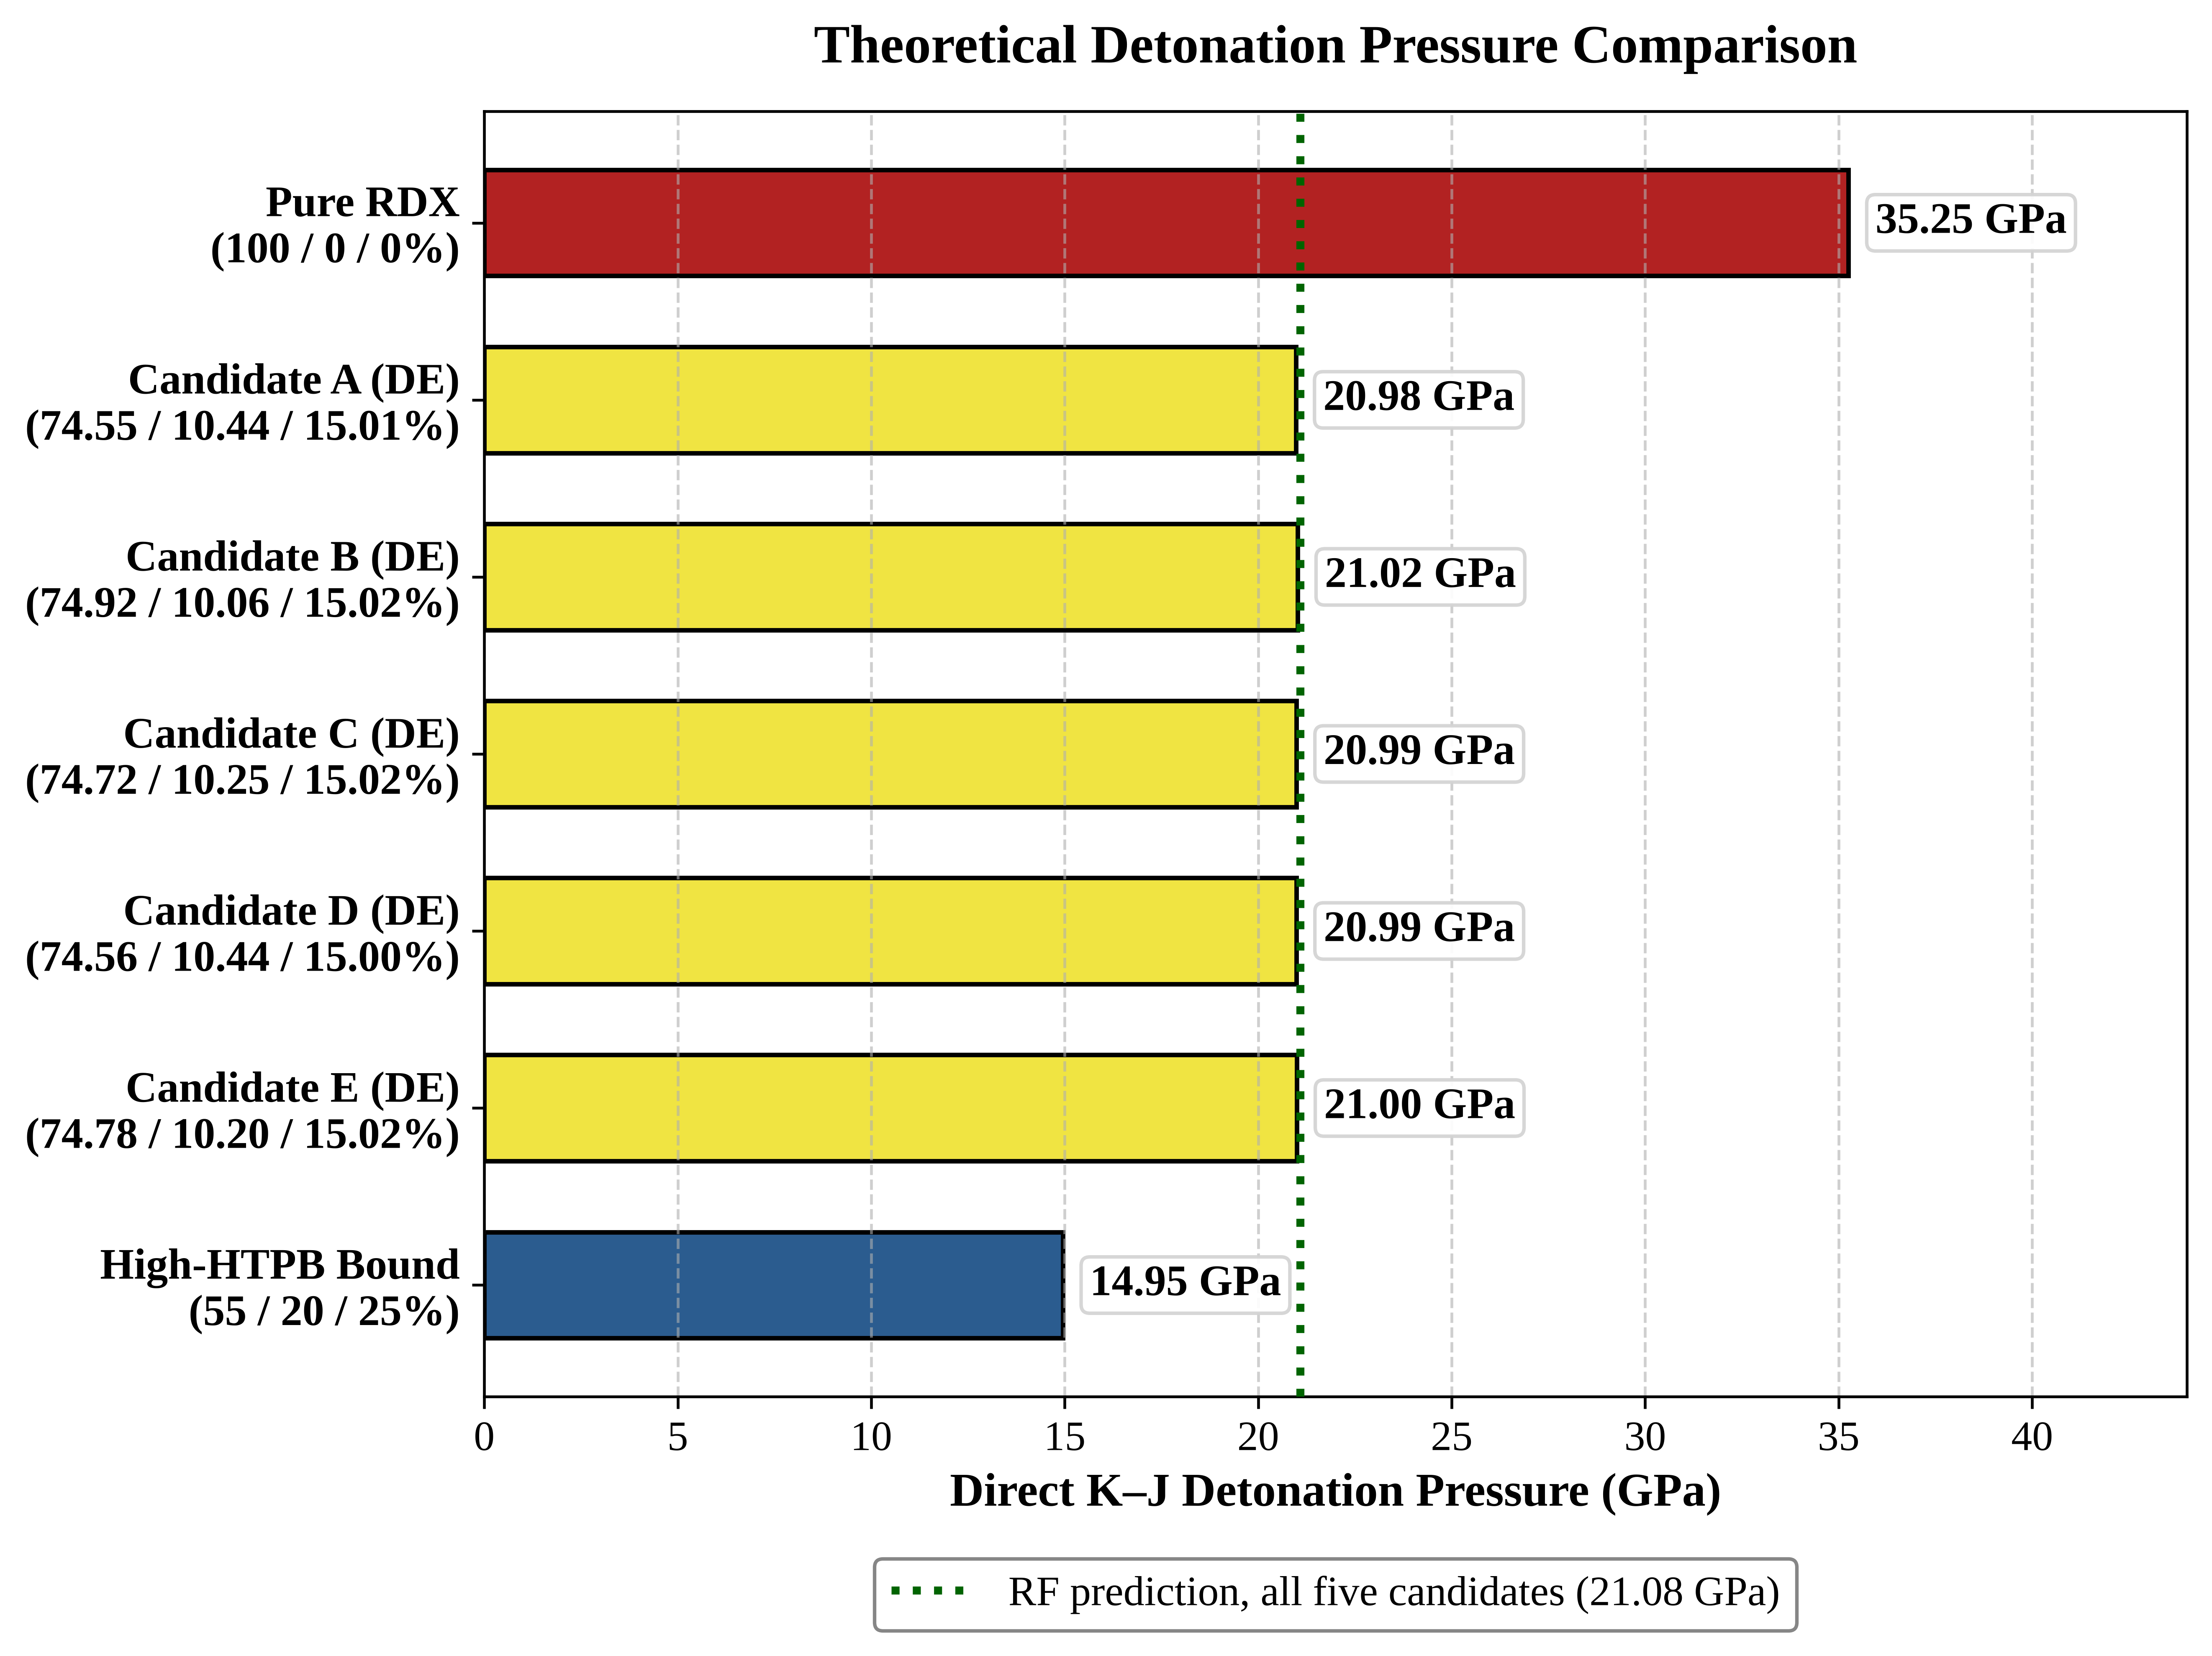 Theoretical Detonation Pressure Comparison
Pure RDX
(100 / 0 / 0%)
35.25 GPa
Candidate A (DE)
(74.55 / 10.44 / 15.01%)
20.98 GPa
Candidate B (DE)
(74.92 / 10.06 / 15.02%)
21.02 GPa
Candidate C (DE)
(74.72 / 10.25 / 15.02%)
20.99 GPa
Candidate D (DE)
(74.56 / 10.44 / 15.00%)
20.99 GPa
Candidate E (DE)
(74.78 / 10.20 / 15.02%)
21.00 GPa
High-HTPB Bound
(55 / 20 / 25%)
14.95 GPa
0 5 10 15 20 25 30 35 40
Direct K–J Detonation Pressure (GPa)
RF prediction, all five candidates (21.08 GPa)